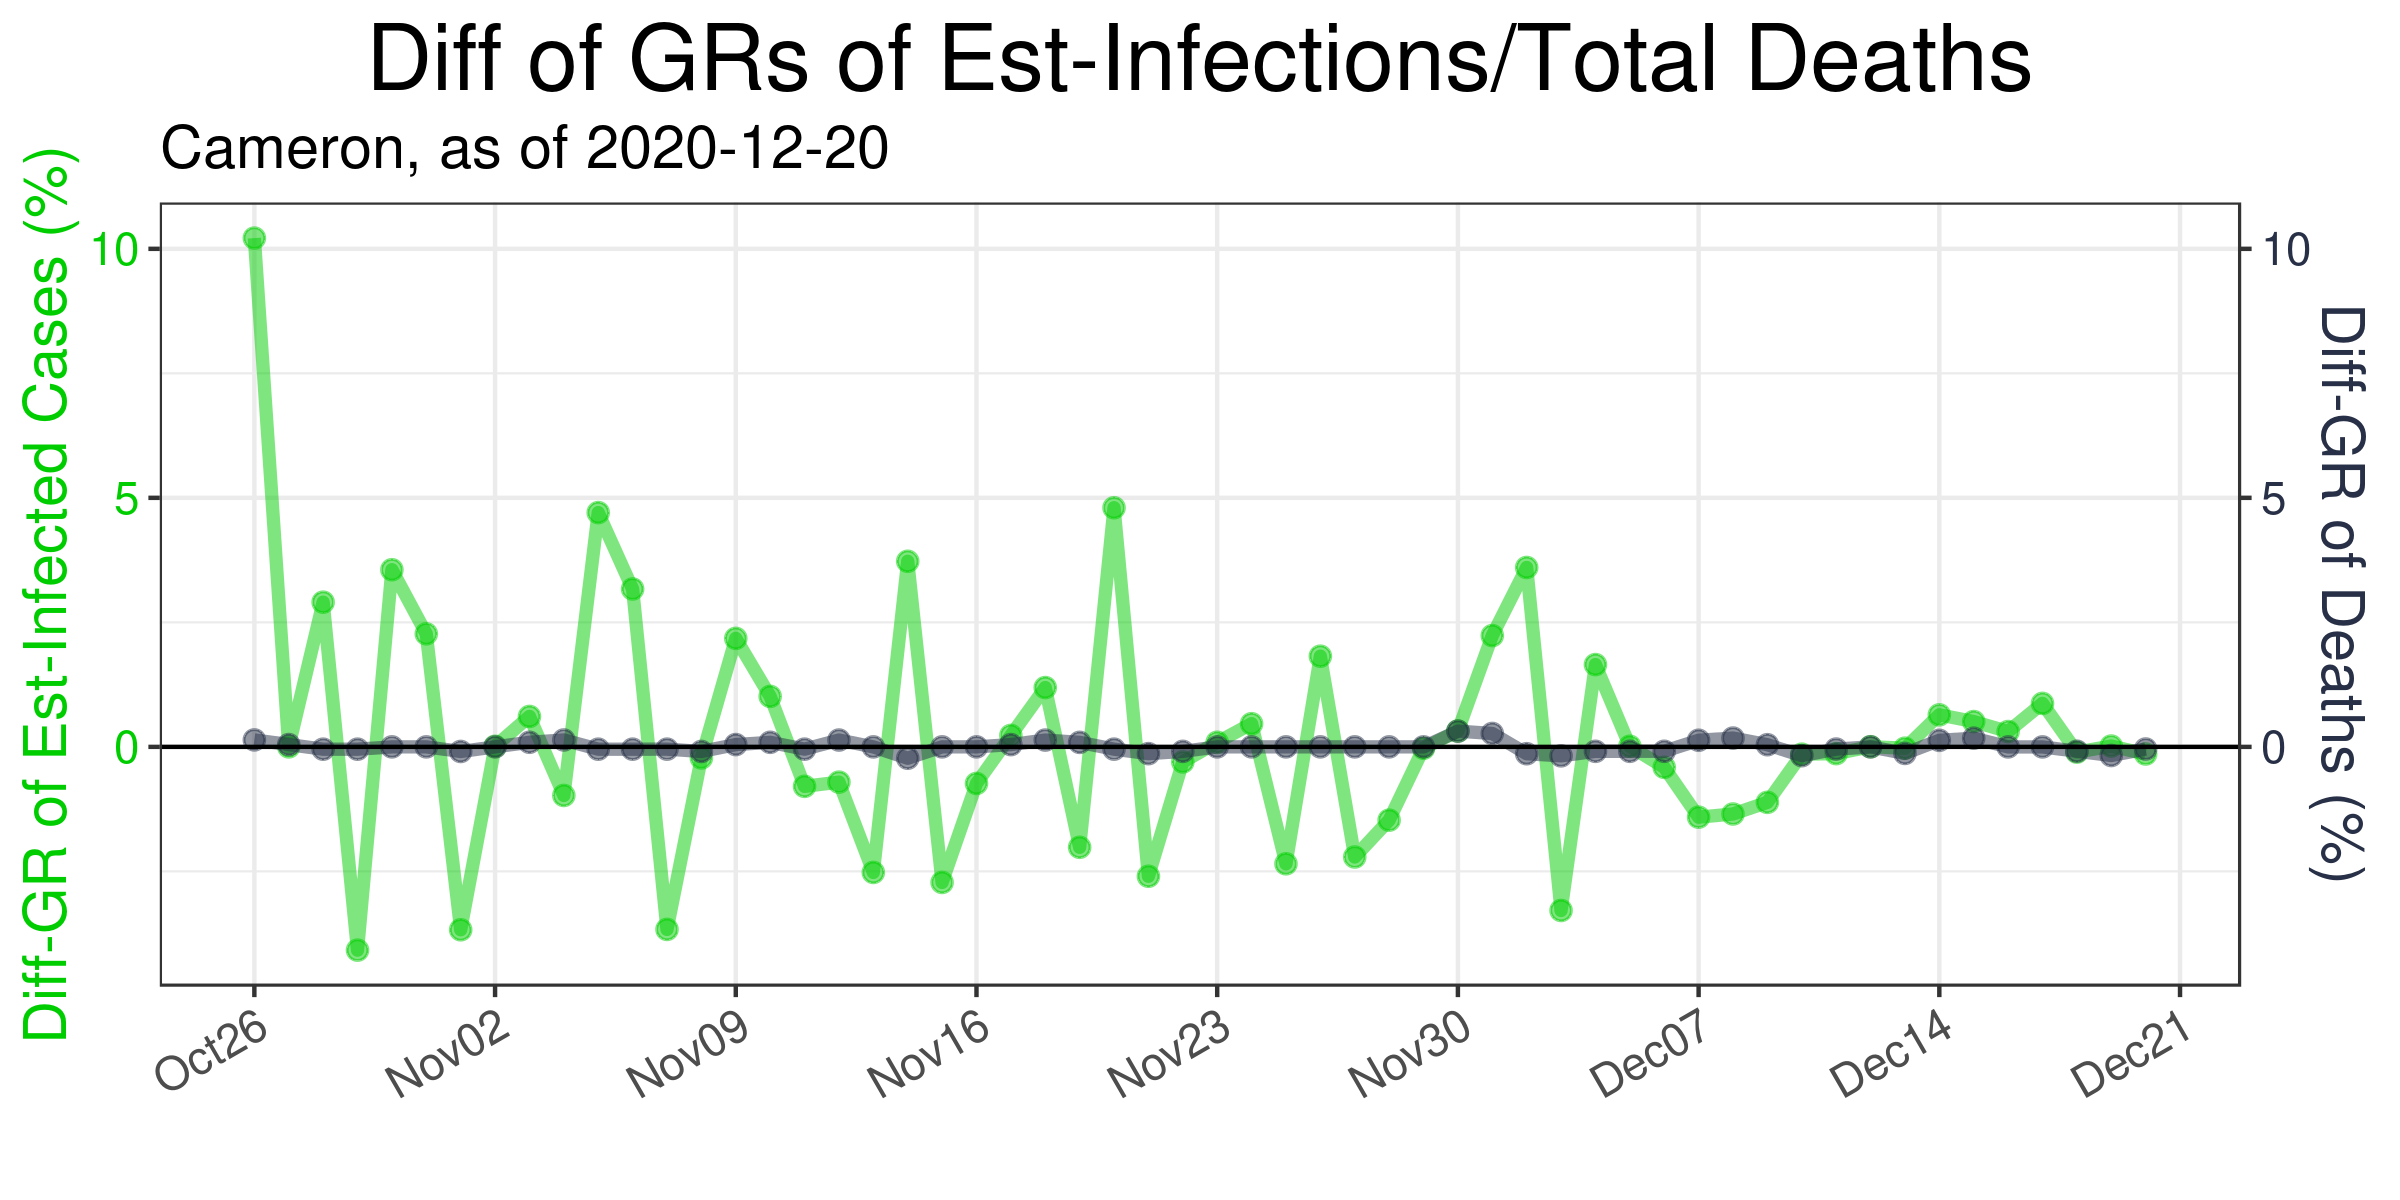 Diff of GRs of Est-Infections/Total Deaths
Cameron, as of 2020-12-20
Diff-GR of Est-Infected Cases (%)
10
5
0
10
5
0
Diff-GR of Deaths (%)
Oct26
Nov02
Nov09
Nov16
Nov23
Nov30
Dec07
Dec14
Dec21